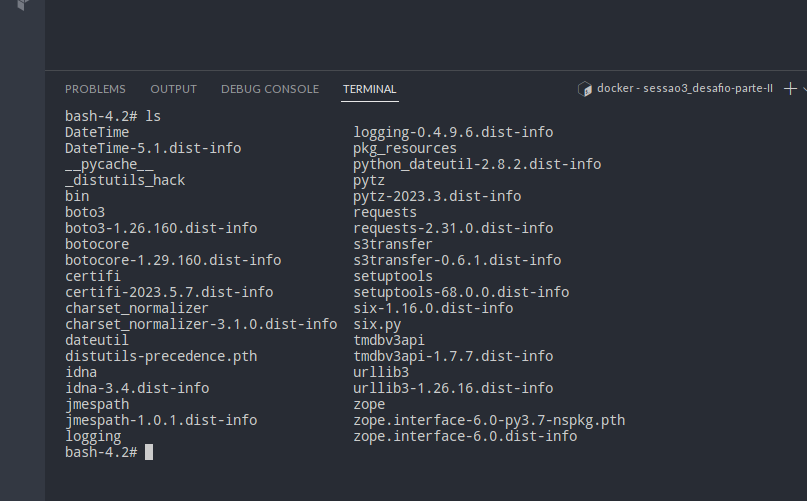 PROBLEMS OUTPUT DEBUG CONSOLE TERMINAL docker - sessao3_desafio-parte-II
bash-4.2# ls
DateTime logging-0.4.9.6.dist-info
DateTime-5.1.dist-info pkg_resources
__pycache__ python_dateutil-2.8.2.dist-info
_distutils_hack pytz
bin pytz-2023.3.dist-info
boto3 requests
boto3-1.26.160.dist-info requests-2.31.0.dist-info
botocore s3transfer
botocore-1.29.160.dist-info s3transfer-0.6.1.dist-info
certifi setuptools
certifi-2023.5.7.dist-info setuptools-68.0.0.dist-info
charset_normalizer six-1.16.0.dist-info
charset_normalizer-3.1.0.dist-info six.py
dateutil tmdbv3api
distutils-precedence.pth tmdbv3api-1.7.7.dist-info
idna urllib3
idna-3.4.dist-info urllib3-1.26.16.dist-info
jmespath zope
jmespath-1.0.1.dist-info zope.interface-6.0-py3.7-nspkg.pth
logging zope.interface-6.0.dist-info
bash-4.2#